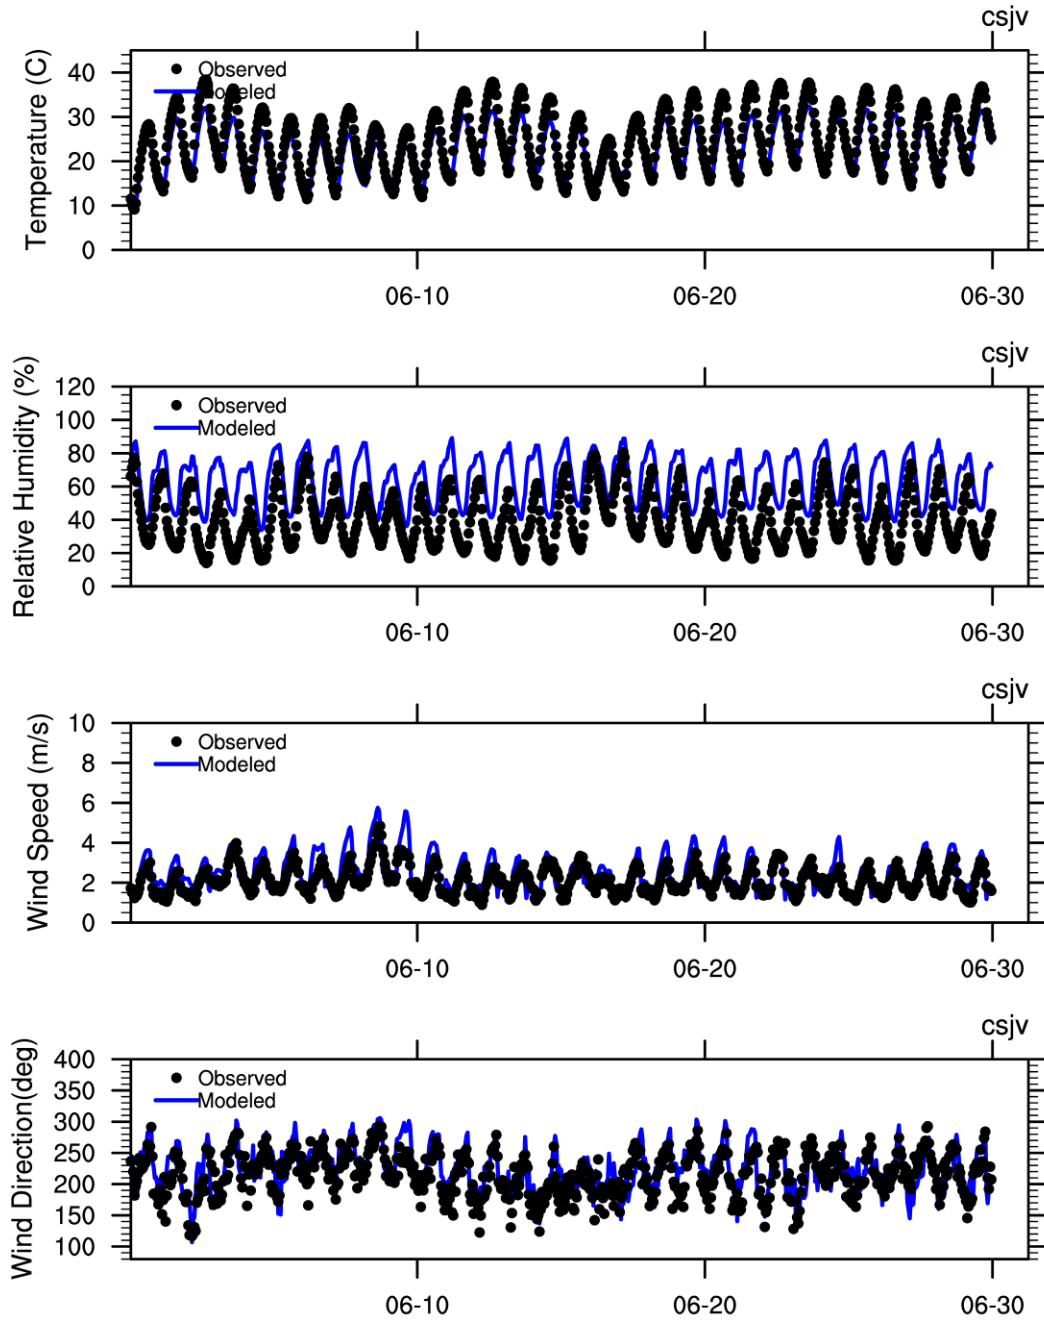 csjv
Temperature (C)
40
30
20
10
0
Observed
Modeled
06-10
06-20
06-30
csjv
Relative Humidity (%)
120
100
80
60
40
20
0
Observed
Modeled
06-10
06-20
06-30
csjv
Wind Speed (m/s)
10
8
6
4
2
0
Observed
Modeled
06-10
06-20
06-30
csjv
Wind Direction(deg)
400
350
300
250
200
150
100
Observed
Modeled
06-10
06-20
06-30